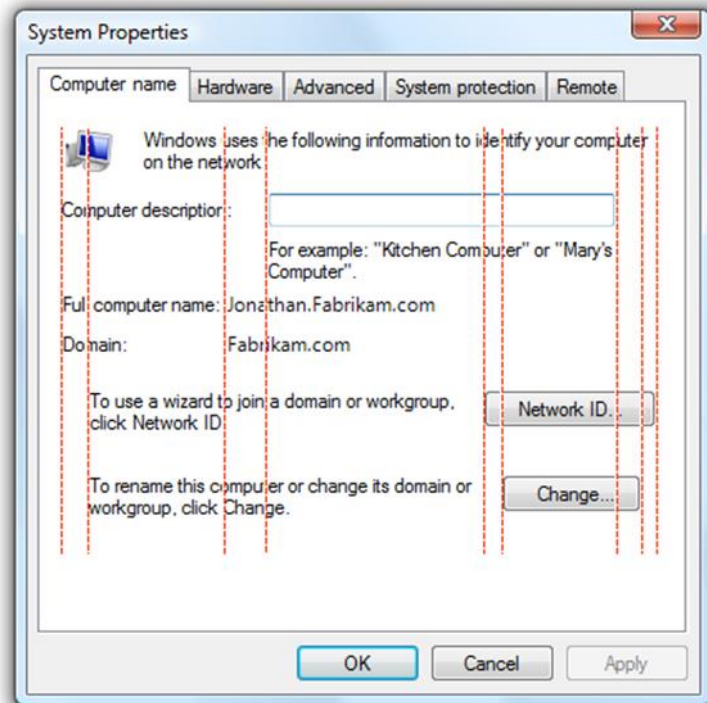 System Properties
Computer name Hardware Advanced System protection Remote
Windows uses the following information to identify your computer
on the network
Computer description:
For example: "Kitchen Computer" or "Mary's
Computer".
Full computer name: Jonathan.Fabrikam.com
Domain: Fabrikam.com
To use a wizard to join a domain or workgroup,
click Network ID
Network ID...
To rename this computer or change its domain or
workgroup, click Change.
Change...
OK Cancel Apply